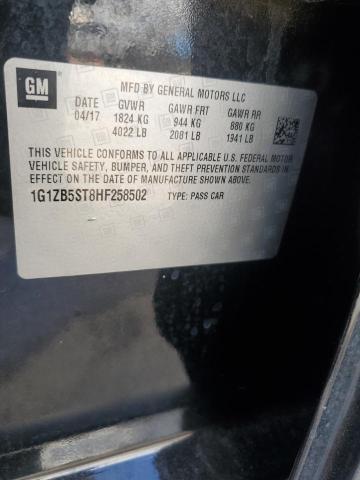 GM
MFD BY GENERAL MOTORS LLC
DATE GVWR GAWR FRT GAWR RR
04/17 1824 KG 944 KG 880 KG
4022 LB 2081 LB 1941 LB
THIS VEHICLE CONFORMS TO ALL APPLICABLE U.S. FEDERAL MOTOR
VEHICLE SAFETY, BUMPER, AND THEFT PREVENTION STANDARDS IN
EFFECT ON THE DATE OF MANUFACTURE SHOWN ABOVE.
1G1ZB5ST8HF258502 TYPE: PASS CAR